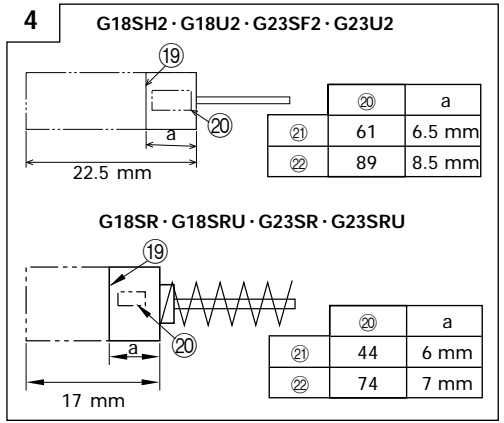 4
G18SH2 · G18U2 · G23SF2 · G23U2
⑲
⑳
a
22.5 mm
⑳ a
㉑ 61 6.5 mm
㉒ 89 8.5 mm
G18SR · G18SRU · G23SR · G23SRU
⑲
⑳
a
17 mm
⑳ a
㉑ 44 6 mm
㉒ 74 7 mm